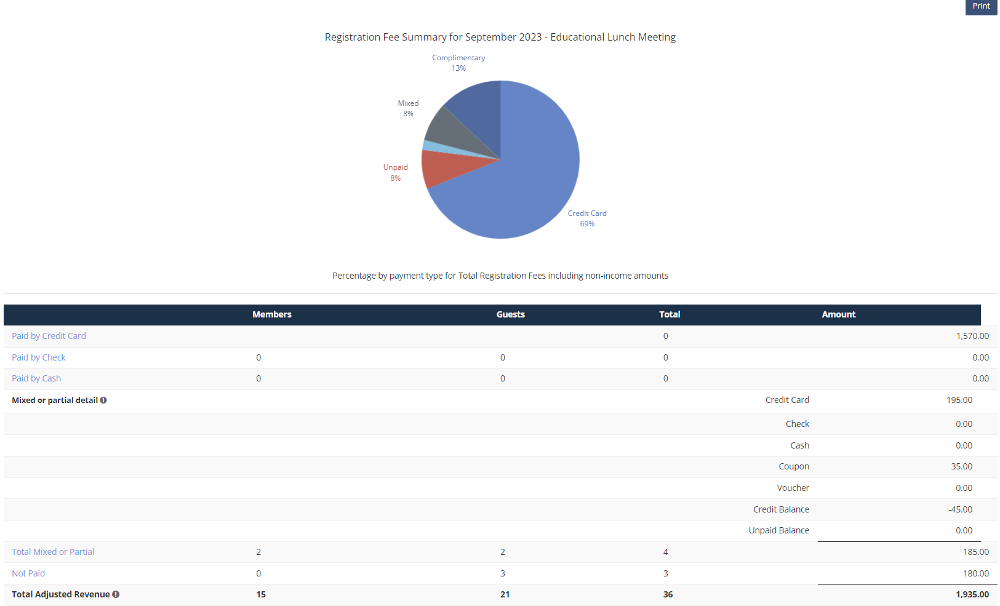 Print
Registration Fee Summary for September 2023 - Educational Lunch Meeting
Complimentary
13%
Mixed
8%
Unpaid
8%
Credit Card
69%
Percentage by payment type for Total Registration Fees including non-income amounts
Members Guests Total Amount
Paid by Credit Card 0 1,570.00
Paid by Check 0 0 0 0.00
Paid by Cash 0 0 0 0.00
Mixed or partial detail Credit Card 195.00
Check 0.00
Cash 0.00
Coupon 35.00
Voucher 0.00
Credit Balance -45.00
Unpaid Balance 0.00
Total Mixed or Partial 2 2 4 185.00
Not Paid 0 3 3 180.00
Total Adjusted Revenue 15 21 36 1,935.00